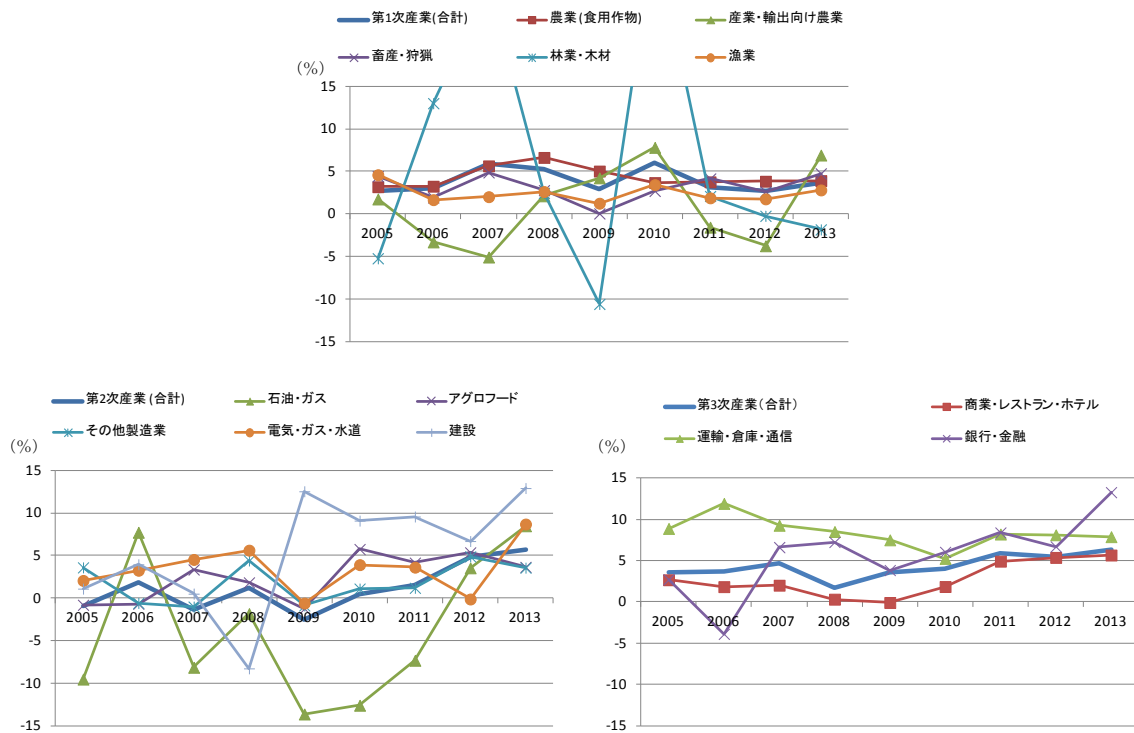 第1次産業(合計) 農業(食用作物) 産業・輸出向け農業
畜産・狩猟 林業・木材 漁業
(%)
15
10
5
0
-5
-10
-15
2005 2006 2007 2008 2009 2010 2011 2012 2013
第2次産業(合計) 石油・ガス アグロフード
その他製造業 電気・ガス・水道 建設
(%)
15
10
5
0
-5
-10
-15
2005 2006 2007 2008 2009 2010 2011 2012 2013
第3次産業(合計) 商業・レストラン・ホテル
運輸・倉庫・通信 銀行・金融
(%)
15
10
5
0
-5
-10
-15
2005 2006 2007 2008 2009 2010 2011 2012 2013